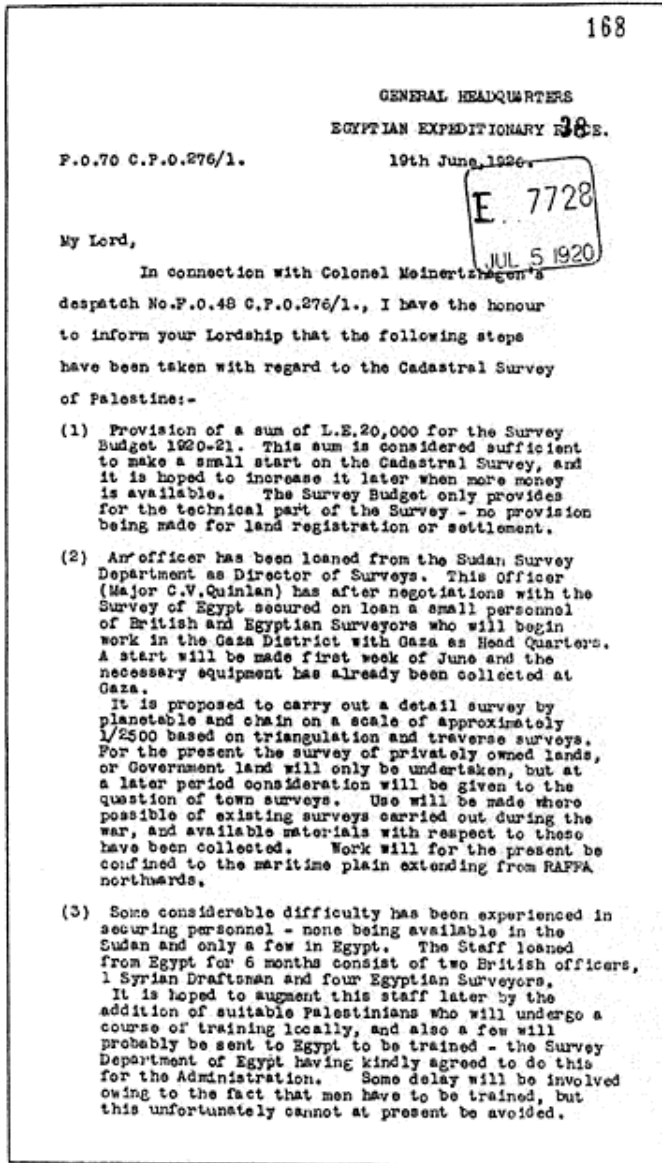 168
GENERAL HEADQUARTERS
EGYPTIAN EXPEDITIONARY
38
P.O.70 C.P.O.276/1.
19th June, 1920.
E 7728
JUL 5 1920
My Lord,
In connection with Colonel Meinertzhagen's
despatch No.P.O.48 C.P.O.276/1., I have the honour
to inform your Lordship that the following steps
have been taken with regard to the Cadastral Survey
of Palestine:-
(1) Provision of a sum of L.E.20,000 for the Survey
Budget 1920-21. This sum is considered sufficient
to make a small start on the Cadastral Survey, and
it is hoped to increase it later when more money
is available. The Survey Budget only provides
for the technical part of the Survey - no provision
being made for land registration or settlement.
(2) An officer has been loaned from the Sudan Survey
Department as Director of Surveys. This Officer
(Major C.V.Quinlan) has after negotiations with the
Survey of Egypt secured on loan a small personnel
of British and Egyptian Surveyors who will begin
work in the Gaza District with Gaza as Head Quarters.
A start will be made first week of June and the
necessary equipment has already been collected at
Gaza.
It is proposed to carry out a detail survey by
planetable and chain on a scale of approximately
1/2500 based on triangulation and traverse surveys.
For the present the survey of privately owned lands,
or Government land will only be undertaken, but at
a later period consideration will be given to the
question of town surveys. Use will be made where
possible of existing surveys carried out during the
war, and available materials with respect to these
have been collected. Work will for the present be
confined to the maritime plain extending from RAFFA
northwards.
(3) Some considerable difficulty has been experienced in
securing personnel - none being available in the
Sudan and only a few in Egypt. The Staff loaned
from Egypt for 6 months consist of two British officers,
1 Syrian Draftsman and four Egyptian Surveyors.
It is hoped to augment this staff later by the
addition of suitable Palestinians who will undergo a
course of training locally, and also a few will
probably be sent to Egypt to be trained - the Survey
Department of Egypt having kindly agreed to do this
for the Administration. Some delay will be involved
owing to the fact that men have to be trained, but
this unfortunately cannot at present be avoided.